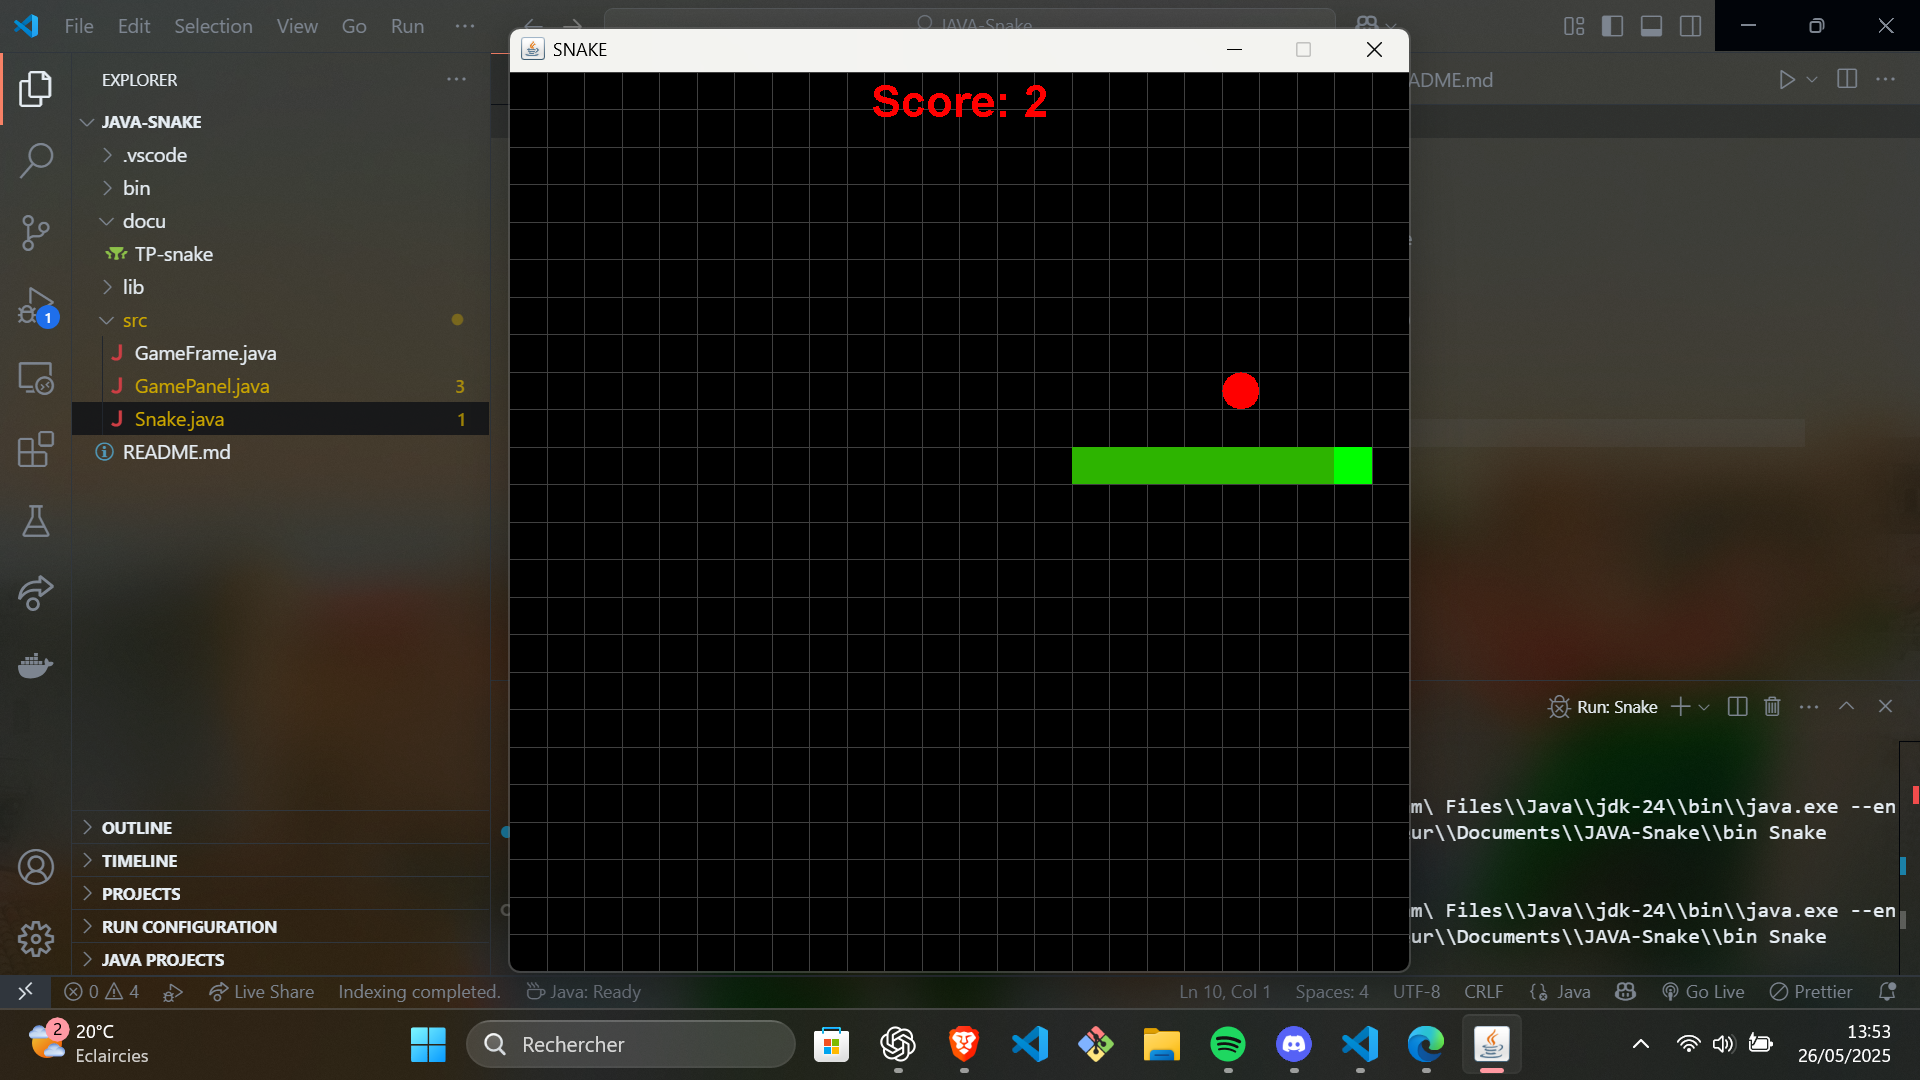 File Edit Selection View Go Run ···
JAVA-Snake
SNAKE
EXPLORER
JAVA-SNAKE
.vscode
bin
docu
TP-snake
lib
src
GameFrame.java
GamePanel.java 3
Snake.java 1
README.md
OUTLINE
TIMELINE
PROJECTS
RUN CONFIGURATION
JAVA PROJECTS
1
Score: 2
ADME.md
Run: Snake
m\ Files\\Java\\jdk-24\\bin\\java.exe --en
ur\\Documents\\JAVA-Snake\\bin Snake
m\ Files\\Java\\jdk-24\\bin\\java.exe --en
ur\\Documents\\JAVA-Snake\\bin Snake
0 4 Live Share Indexing completed. Java: Ready Ln 10, Col 1 Spaces: 4 UTF-8 CRLF {} Java Go Live Prettier
2 20°C
Eclaircies
Rechercher
13:53
26/05/2025